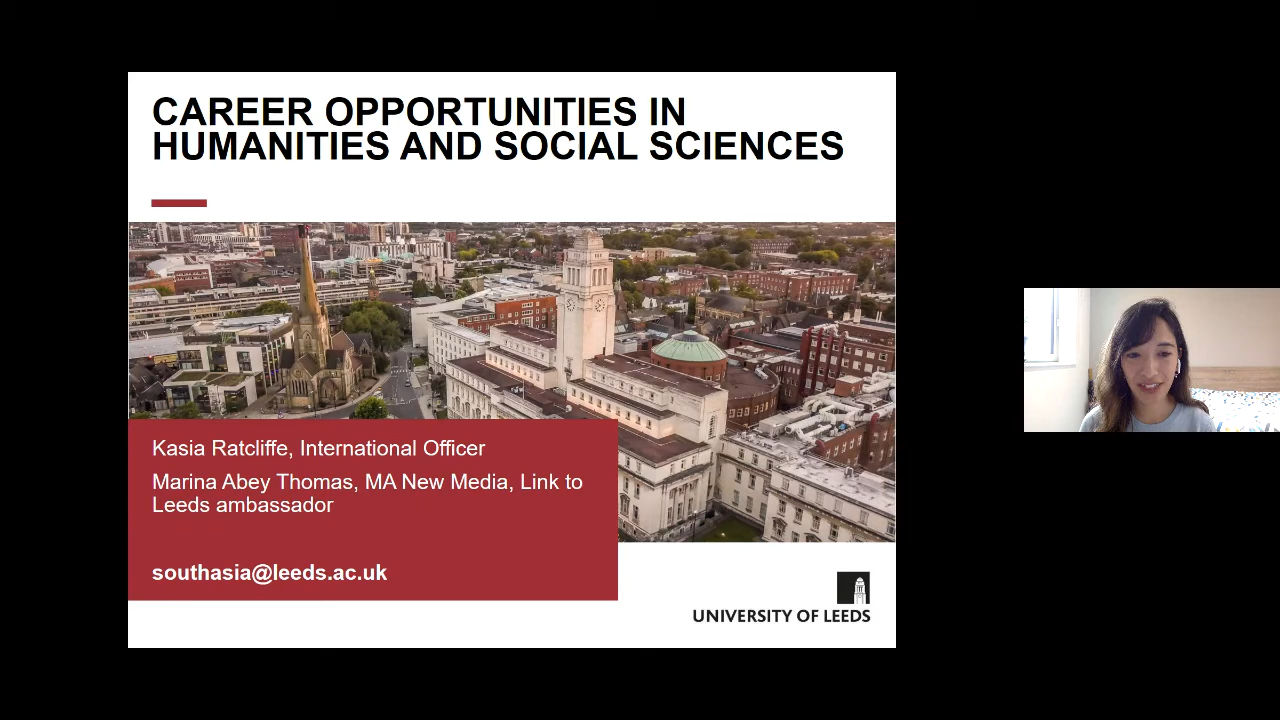 CAREER OPPORTUNITIES IN
HUMANITIES AND SOCIAL SCIENCES
Kasia Ratcliffe, International Officer
Marina Abey Thomas, MA New Media, Link to
Leeds ambassador
southasia@leeds.ac.uk
UNIVERSITY OF LEEDS